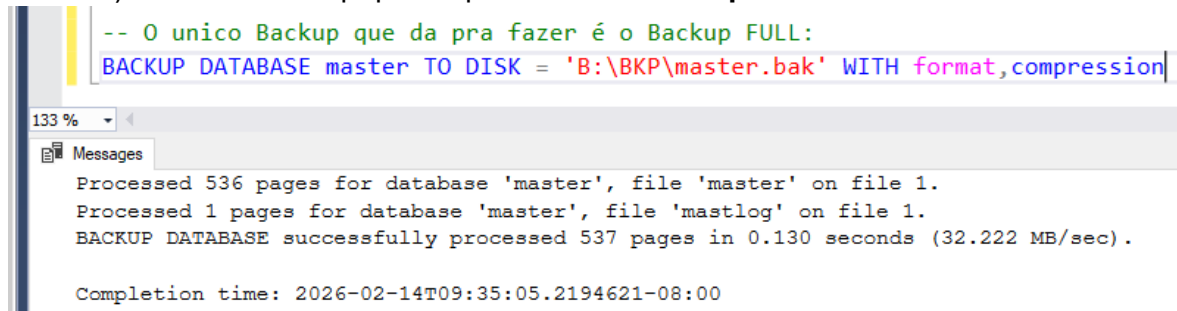 -- O unico Backup que da pra fazer é o Backup FULL:
BACKUP DATABASE master TO DISK = 'B:\BKP\master.bak' WITH format,compression
133 %
Messages
Processed 536 pages for database 'master', file 'master' on file 1.
Processed 1 pages for database 'master', file 'mastlog' on file 1.
BACKUP DATABASE successfully processed 537 pages in 0.130 seconds (32.222 MB/sec).
Completion time: 2026-02-14T09:35:05.2194621-08:00